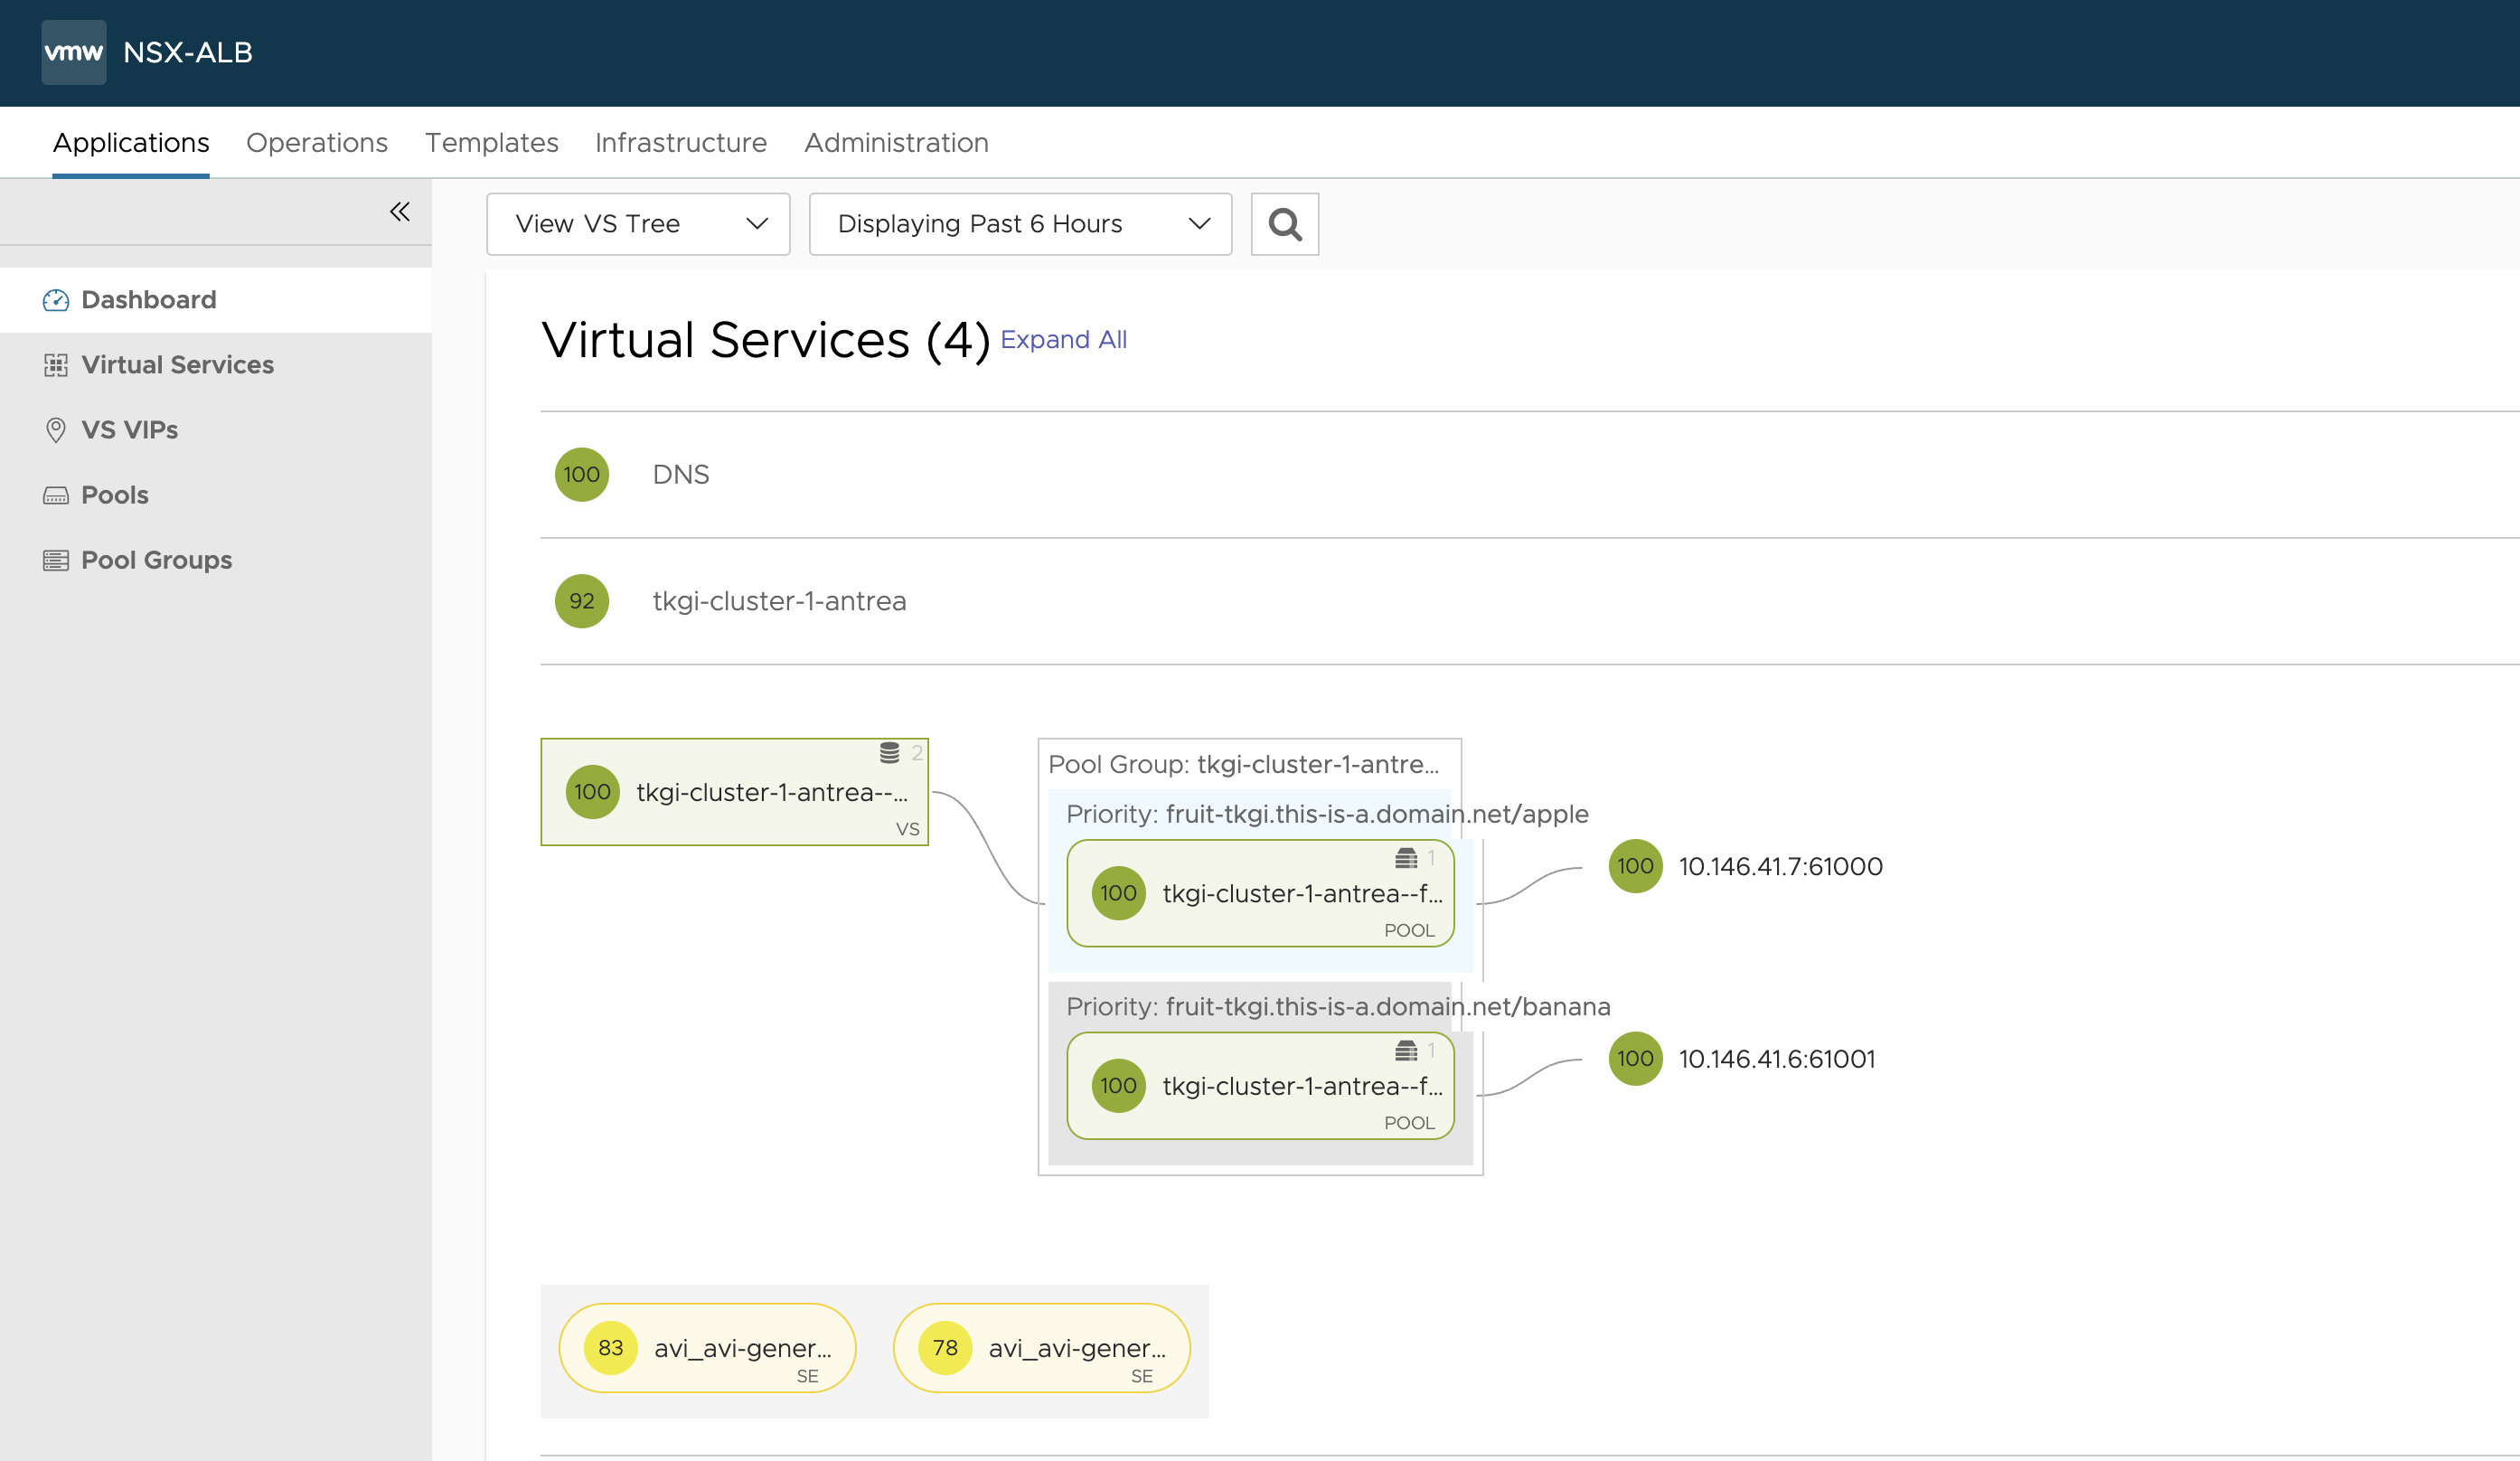 vmw NSX-ALB
Applications Operations Templates Infrastructure Administration
View VS Tree Displaying Past 6 Hours
Dashboard
Virtual Services
VS VIPs
Pools
Pool Groups
Virtual Services (4) Expand All
100 DNS
92 tkgi-cluster-1-antrea
2
100 tkgi-cluster-1-antrea--...
VS
Pool Group: tkgi-cluster-1-antre...
Priority: fruit-tkgi.this-is-a.domain.net/apple
1
100 tkgi-cluster-1-antrea--f...
POOL
100 10.146.41.7:61000
Priority: fruit-tkgi.this-is-a.domain.net/banana
1
100 tkgi-cluster-1-antrea--f...
POOL
100 10.146.41.6:61001
83 avi_avi-gener...
SE
78 avi_avi-gener...
SE